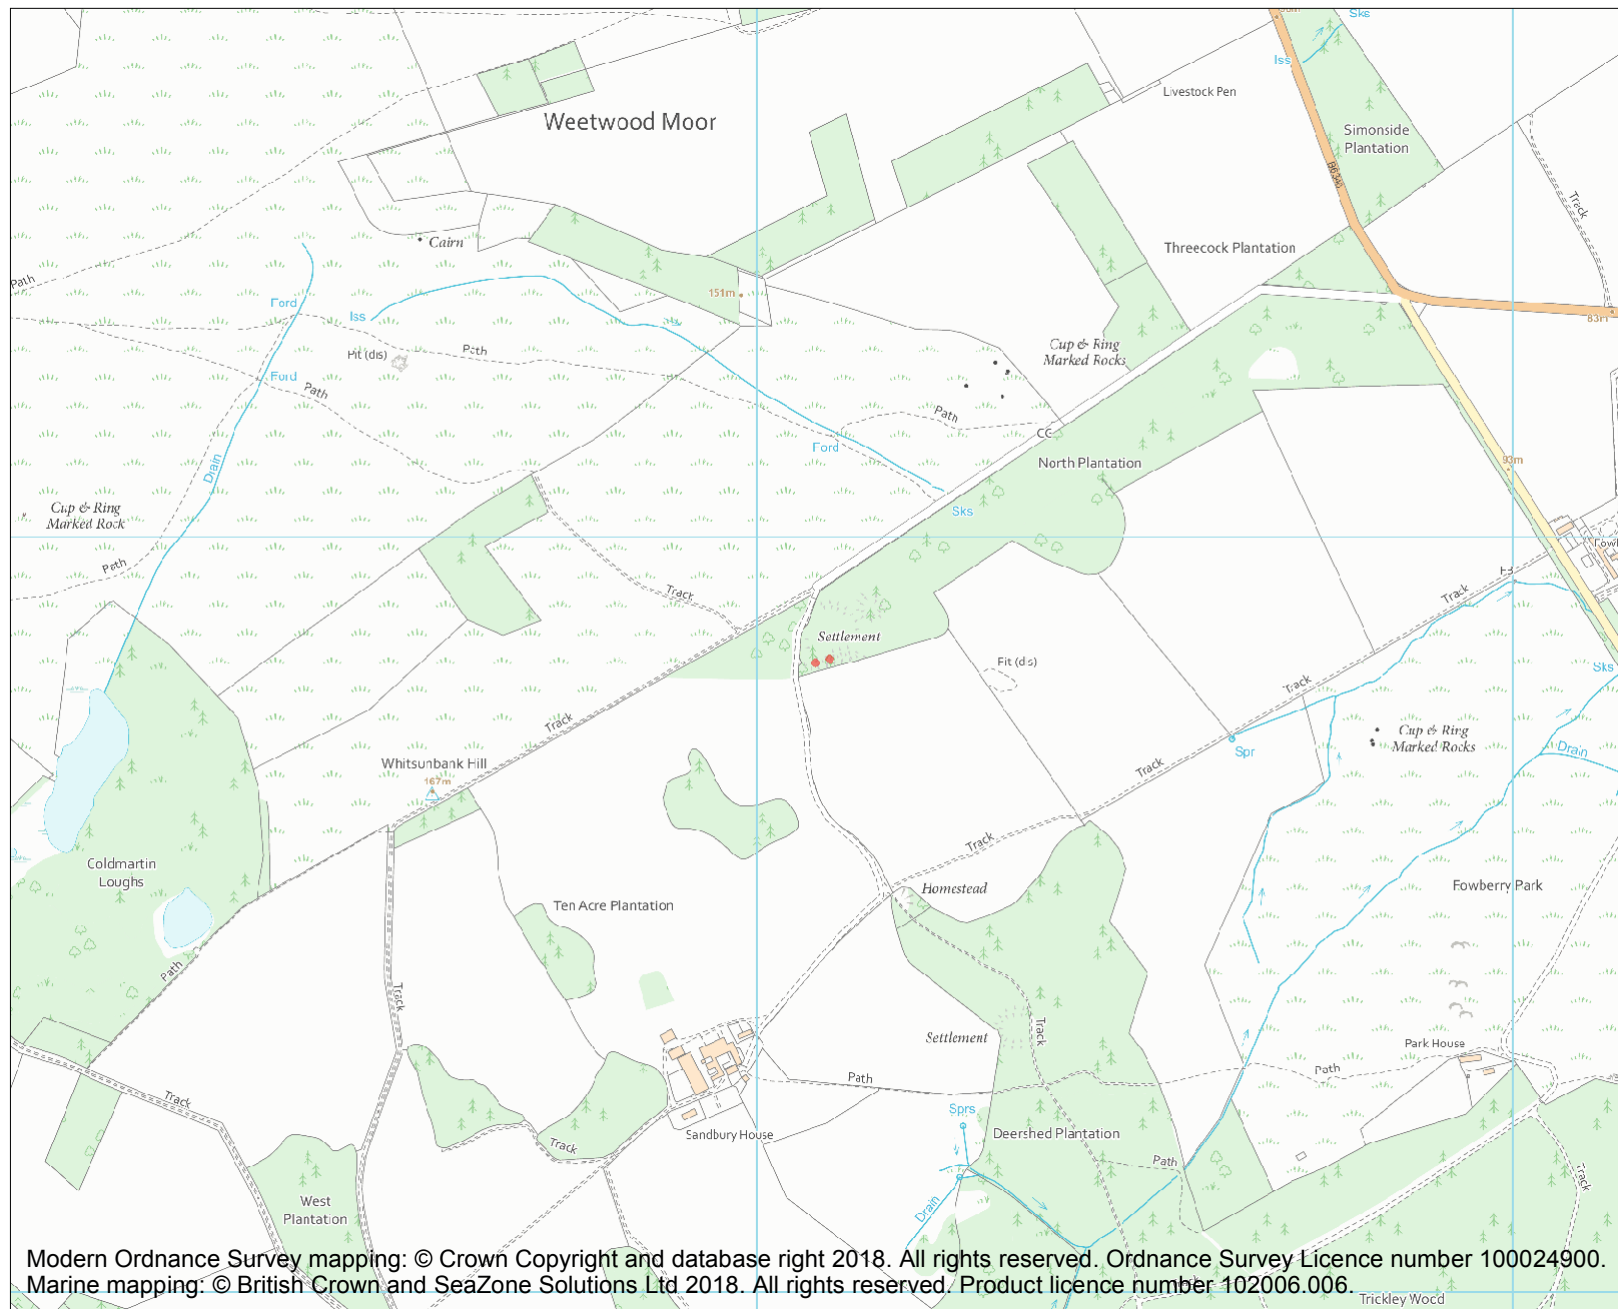 Sks
Iss
Livestock Pen
Weetwood Moor
Simonside
Plantation
B6348
Track
Cairn
Threecock Plantation
Path
151m
Ford
Iss
83m
Pit (dis)
Path
Cup & Ring
Marked Rocks
Ford
Path
Path
CG
Ford
North Plantation
93m
Drain
Cup & Ring
Marked Rock
Sks
Path
Track
Track
FB
Settlement
Pit (dis)
Sks
Track
Track
Cup & Ring
Marked Rocks
Drain
Spr
Whitsunbank Hill
167m
Track
Track
Coldmartin
Loughs
Homestead
Fowberry Park
Ten Acre Plantation
Path
Track
Settlement
Track
Park House
Path
Path
Track
Sprs
Sandbury House
Deershed Plantation
Track
Path
Track
West
Plantation
Drain
Modern Ordnance Survey mapping: © Crown Copyright and database right 2018. All rights reserved. Ordnance Survey Licence number 100024900.
Marine mapping: © British Crown and SeaZone Solutions Ltd 2018. All rights reserved. Product licence number 102006.006.
Trickley Wood